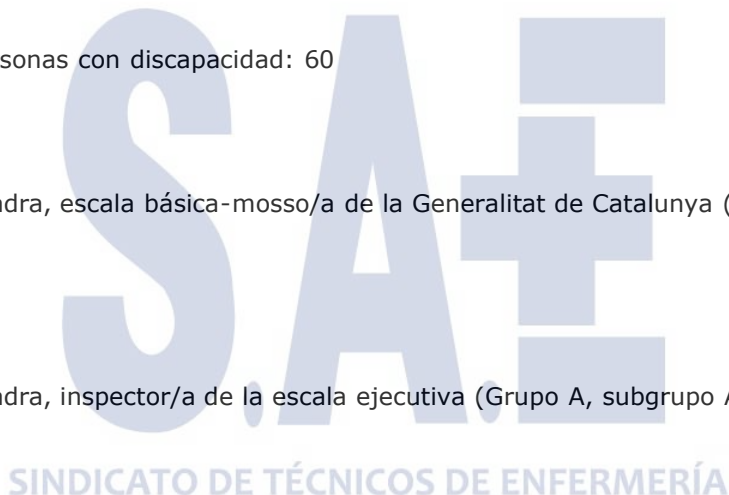 sonas con discapacidad: 60
adra, escala básica-mosso/a de la Generalitat de Catalunya (
adra, inspector/a de la escala ejecutiva (Grupo A, subgrupo A
S.A.E
SINDICATO DE TÉCNICOS DE ENFERMERÍA